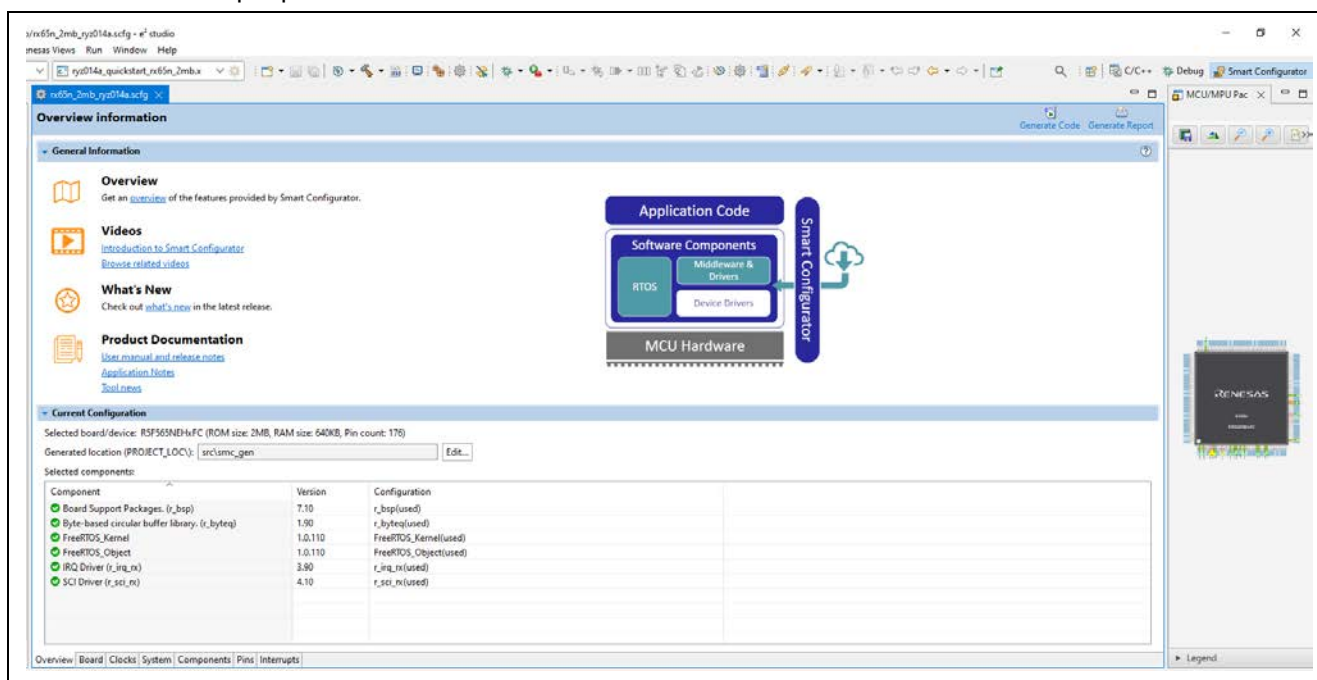 x/rx65n_2mb_ryz014a.scfg - e² studio
nesas Views Run Window Help
ryz014a_quickstart_rx65n_2mb.x
C/C++ Debug Smart Configurator
rx65n_2mb_ryz014a.scfg
MCU/MPU Pac
Overview information
Generate Code Generate Report
General Information
Overview
Get an overview of the features provided by Smart Configurator.
Videos
Introduction to Smart Configurator
Browse related videos
What's New
Check out what's new in the latest release.
Product Documentation
User manual and release notes
Application Notes
Tool news
Application Code
Software Components
RTOS
Middleware &
Drivers
Device Drivers
MCU Hardware
Smart Configurator
RENESAS
Current Configuration
Selected board/device: R5F565NEHxFC (ROM size: 2MB, RAM size: 640KB, Pin count: 176)
Generated location (PROJECT_LOC\): src\smc_gen Edit...
Selected components:
Component Version Configuration
Board Support Packages. (r_bsp) 7.10 r_bsp(used)
Byte-based circular buffer library. (r_byteq) 1.90 r_byteq(used)
FreeRTOS_Kernel 1.0.110 FreeRTOS_Kernel(used)
FreeRTOS_Object 1.0.110 FreeRTOS_Object(used)
IRQ Driver (r_irq_rx) 3.90 r_irq_rx(used)
SCI Driver (r_sci_rx) 4.10 r_sci_rx(used)
Overview Board Clocks System Components Pins Interrupts
Legend